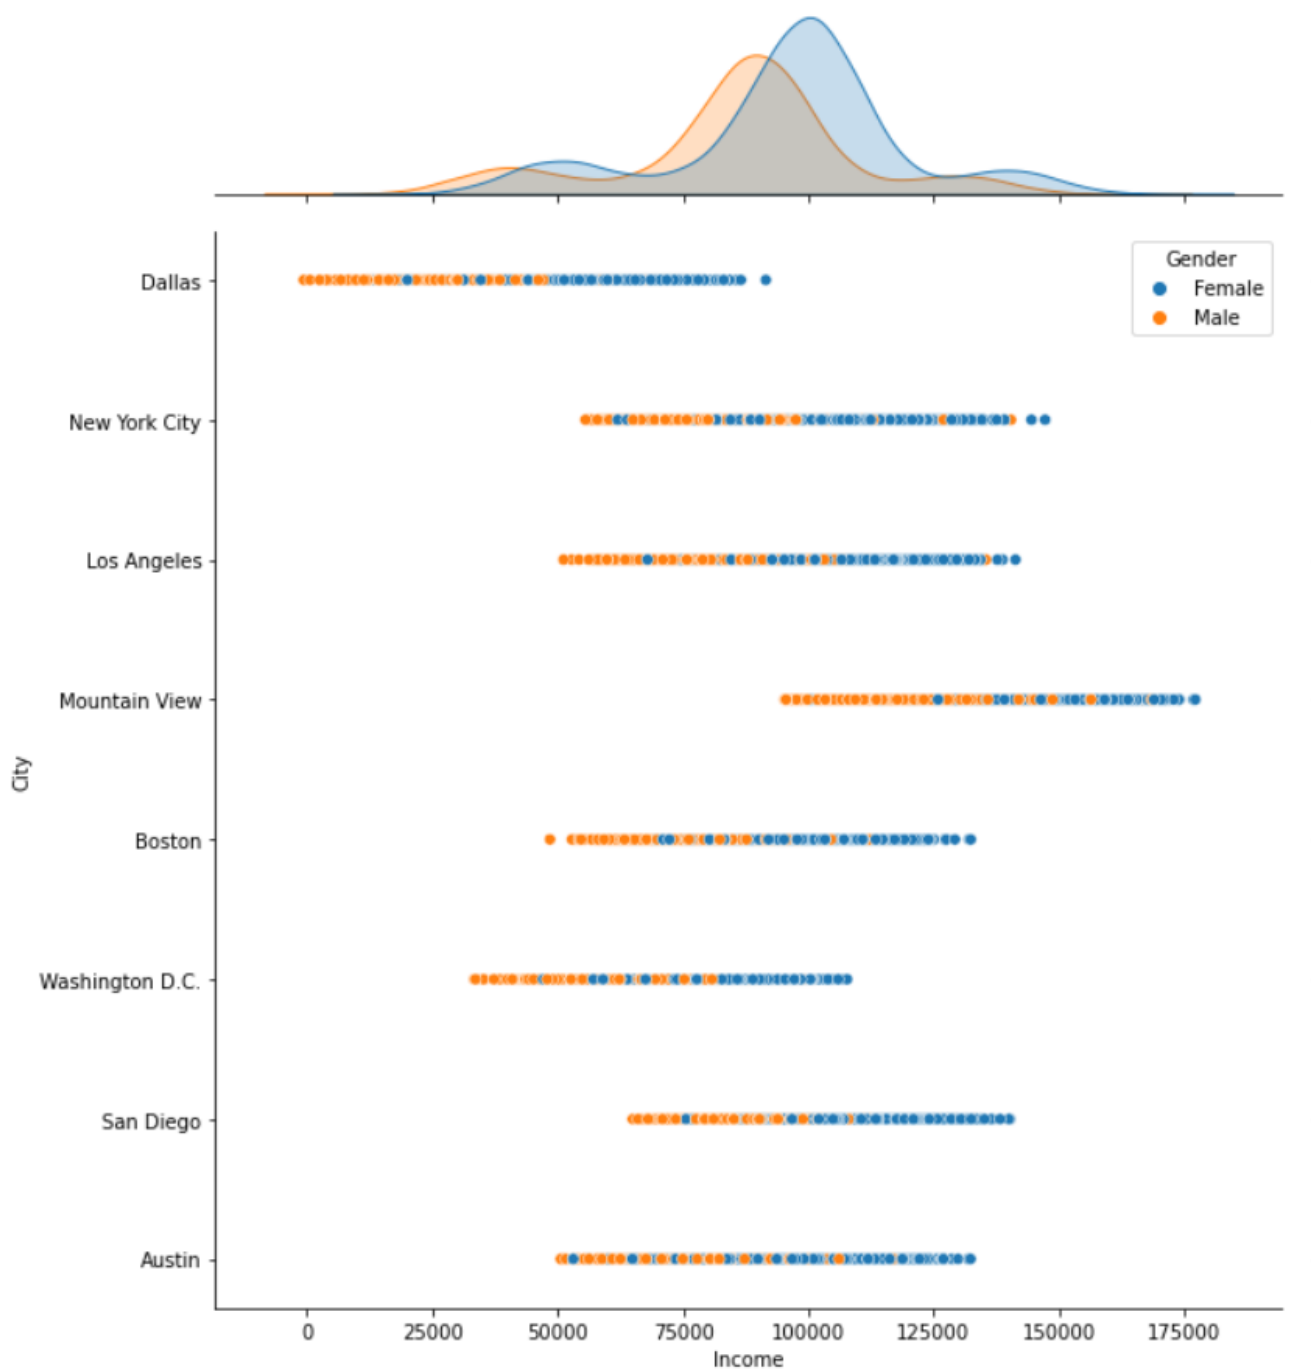 Dallas
Gender
Female
Male
New York City
Los Angeles
Mountain View
City
Boston
Washington D.C.
San Diego
Austin
0 25000 50000 75000 100000 125000 150000 175000
Income